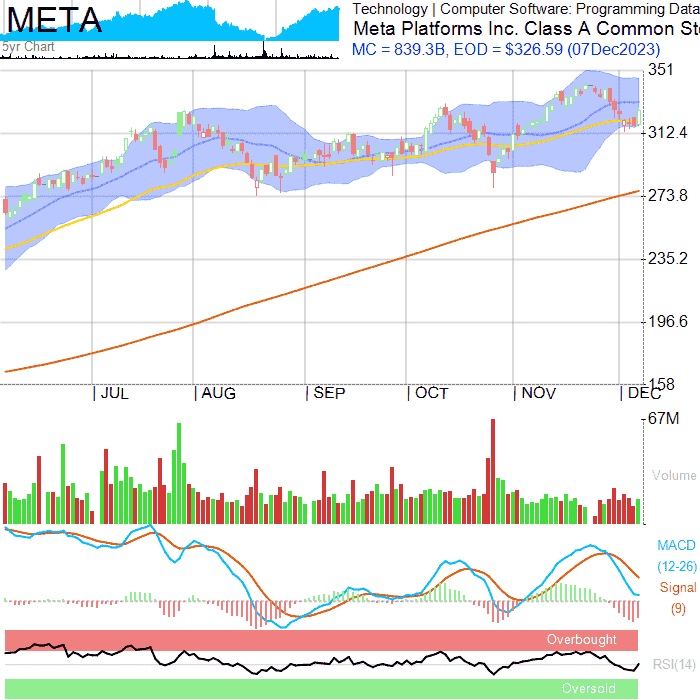 META
5yr Chart
Technology | Computer Software: Programming Data
Meta Platforms Inc. Class A Common St
MC = 839.3B, EOD = $326.59 (07Dec2023)
351
312.4
273.8
235.2
196.6
158
JUL
AUG
SEP
OCT
NOV
DEC
67M
Volume
MACD
(12-26)
Signal
(9)
Overbought
RSI(14)
Oversold